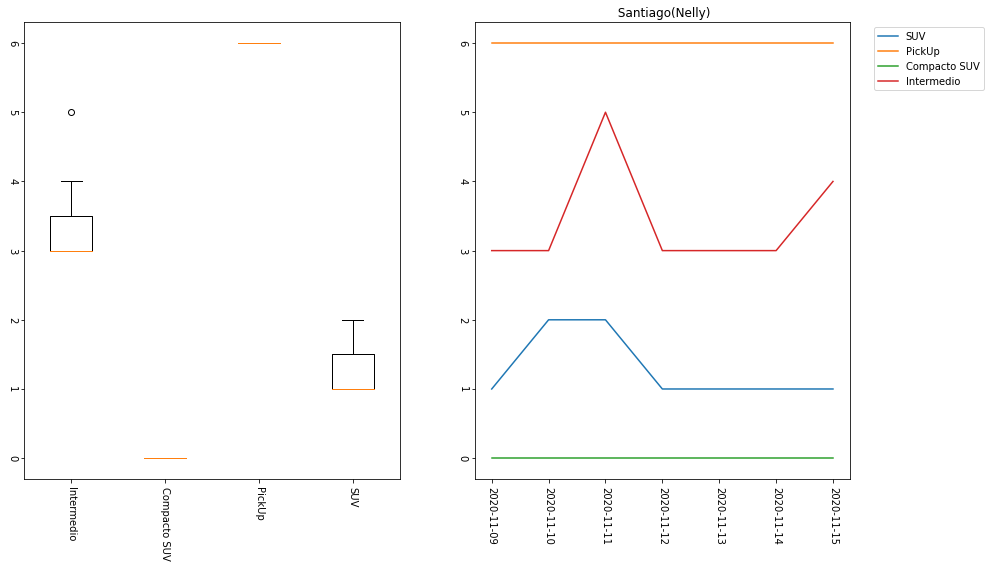 6
5
4
3
2
1
0
Intermedio
Compacto SUV
PickUp
SUV
Santiago(Nelly)
6
5
4
3
2
1
0
2020-11-09
2020-11-10
2020-11-11
2020-11-12
2020-11-13
2020-11-14
2020-11-15
SUV
PickUp
Compacto SUV
Intermedio